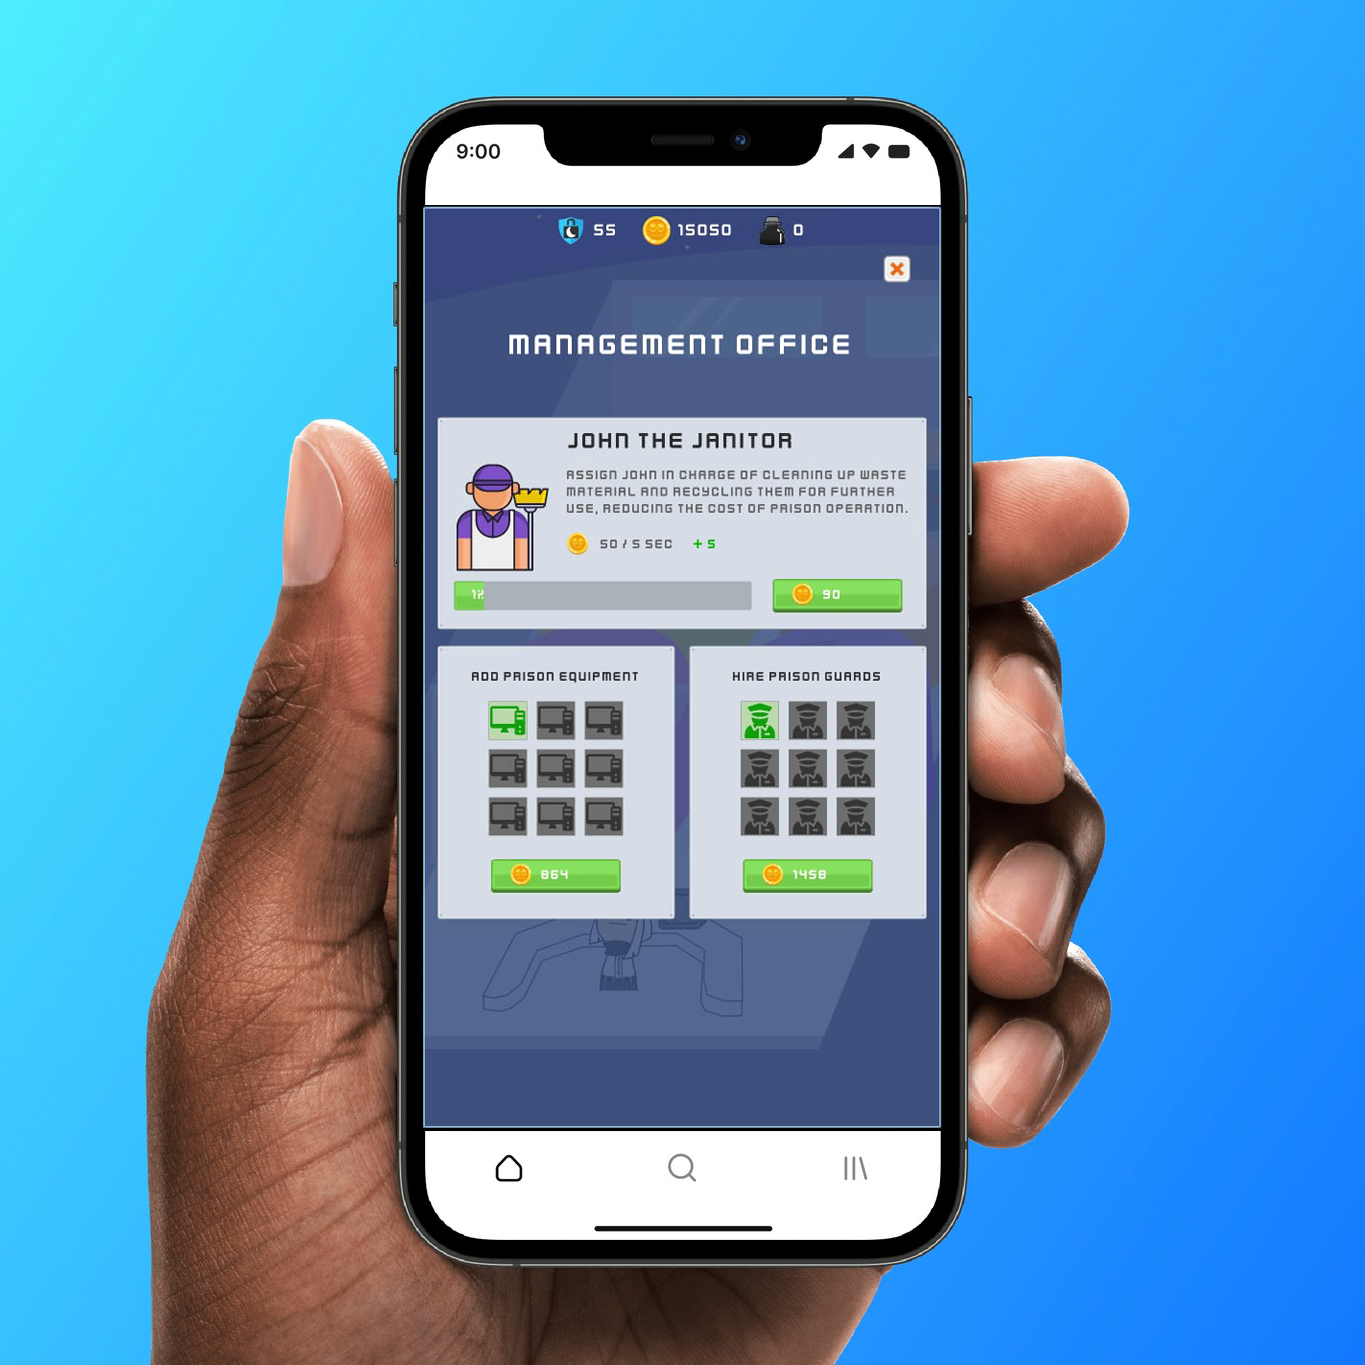 9:00
55 15050 0
MANAGEMENT OFFICE
JOHN THE JANITOR
ASSIGN JOHN IN CHARGE OF CLEANING UP WASTE
MATERIAL AND RECYCLING THEM FOR FURTHER
USE, REDUCING THE COST OF PRISON OPERATION.
50 / 5 SEC + 5
90
ADD PRISON EQUIPMENT
HIRE PRISON GUARDS
864
1458